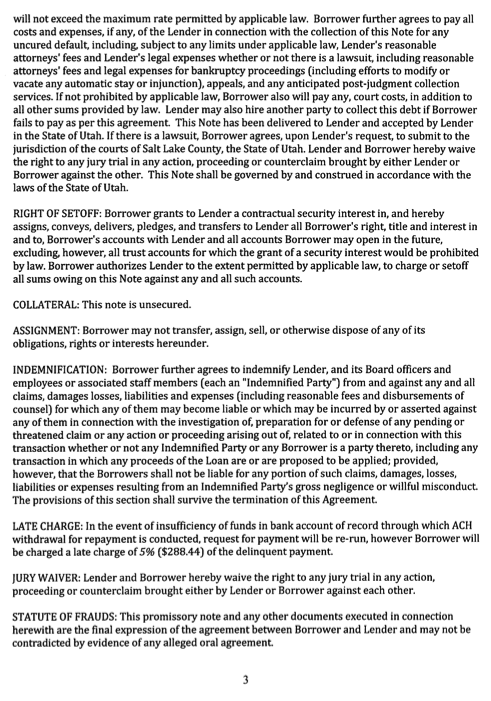 will not exceed the maximum rate permitted by applicable law.  Borrower further agrees to pay all
costs and expenses, if any, of the Lender in connection with the collection of this Note for any
uncured default, including, subject to any limits under applicable law, Lender's reasonable
attorneys' fees and Lender's legal expenses whether or not there is a lawsuit, including reasonable
attorneys' fees and legal expenses for bankruptcy proceedings (including efforts to modify or
vacate any automatic stay or injunction), appeals, and any anticipated post-judgment collection
services. If not prohibited by applicable law, Borrower also will pay any, court costs, in addition to
all other sums provided by law.  Lender may also hire another party to collect this debt if Borrower
fails to pay as per this agreement.  This Note has been delivered to Lender and accepted by Lender
in the State of Utah. If there is a lawsuit, Borrower agrees, upon Lender's request, to submit to the
jurisdiction of the courts of Salt Lake County, the State of Utah. Lender and Borrower hereby waive
the right to any jury trial in any action, proceeding or counterclaim brought by either Lender or
Borrower against the other.  This Note shall be governed by and construed in accordance with the
laws of the State of Utah.
RIGHT OF SETOFF: Borrower grants to Lender a contractual security interest in, and hereby
assigns, conveys, delivers, pledges, and transfers to Lender all Borrower's right, title and interest in
and to, Borrower's accounts with Lender and all accounts Borrower may open in the future,
excluding, however, all trust accounts for which the grant of a security interest would be prohibited
by law. Borrower authorizes Lender to the extent permitted by applicable law, to charge or setoff
all sums owing on this Note against any and all such accounts.
COLLATERAL: This note is unsecured.
ASSIGNMENT: Borrower may not transfer, assign, sell, or otherwise dispose of any of its
obligations, rights or interests hereunder.
INDEMNIFICATION:  Borrower further agrees to indemnify Lender, and its Board officers and
employees or associated staff members (each an "Indemnified Party") from and against any and all
claims, damages losses, liabilities and expenses (including reasonable fees and disbursements of
counsel) for which any of them may become liable or which may be incurred by or asserted against
any of them in connection with the investigation of, preparation for or defense of any pending or
threatened claim or any action or proceeding arising out of, related to or in connection with this
transaction whether or not any Indemnified Party or any Borrower is a party thereto, including any
transaction in which any proceeds of the Loan are or are proposed to be applied; provided,
however, that the Borrowers shall not be liable for any portion of such claims, damages, losses,
liabilities or expenses resulting from an Indemnified Party's gross negligence or willful misconduct.
The provisions of this section shall survive the termination of this Agreement.
LATE CHARGE: In the event of insufficiency of funds in bank account of record through which ACH
withdrawal for repayment is conducted, request for payment will be re-run, however Borrower will
be charged a late charge of 5% ($288.44) of the delinquent payment.
JURY WAIVER: Lender and Borrower hereby waive the right to any jury trial in any action,
proceeding or counterclaim brought either by Lender or Borrower against each other.
STATUTE OF FRAUDS: This promissory note and any other documents executed in connection
herewith are the final expression of the agreement between Borrower and Lender and may not be
contradicted by evidence of any alleged oral agreement.
3